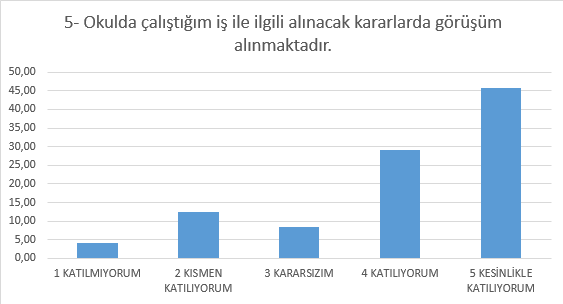 5- Okulda çalıştığım iş ile ilgili alınacak kararlarda görüşüm
alınmaktadır.
50,00
45,00
40,00
35,00
30,00
25,00
20,00
15,00
10,00
5,00
0,00
1 KATILMIYORUM
2 KISMEN
KATILIYORUM
3 KARARSIZIM
4 KATILIYORUM
5 KESİNLİKLE
KATILIYORUM